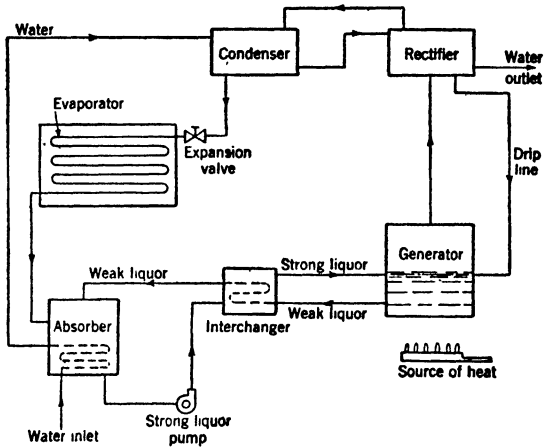 Water
Condenser
Rectifier
Water
outlet
Evaporator
Expansion
valve
Drip
line
Generator
Strong liquor
Weak liquor
Weak liquor
Interchanger
Absorber
Source of heat
Strong liquor
pump
Water inlet